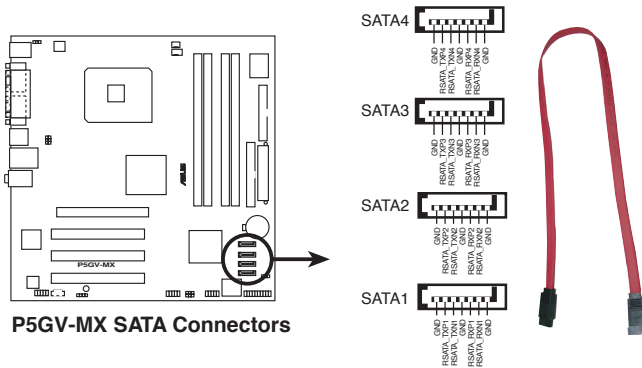 SATA4
GND
RSATA_TXP4
RSATA_TXN4
GND
RSATA_RXP4
RSATA_RXN4
GND
SATA3
GND
RSATA_TXP3
RSATA_TXN3
GND
RSATA_RXP3
RSATA_RXN3
GND
SATA2
GND
RSATA_TXP2
RSATA_TXN2
GND
RSATA_RXP2
RSATA_RXN2
GND
SATA1
GND
RSATA_TXP1
RSATA_TXN1
GND
RSATA_RXP1
RSATA_RXN1
GND
ASUS
P5GV-MX
P5GV-MX SATA Connectors